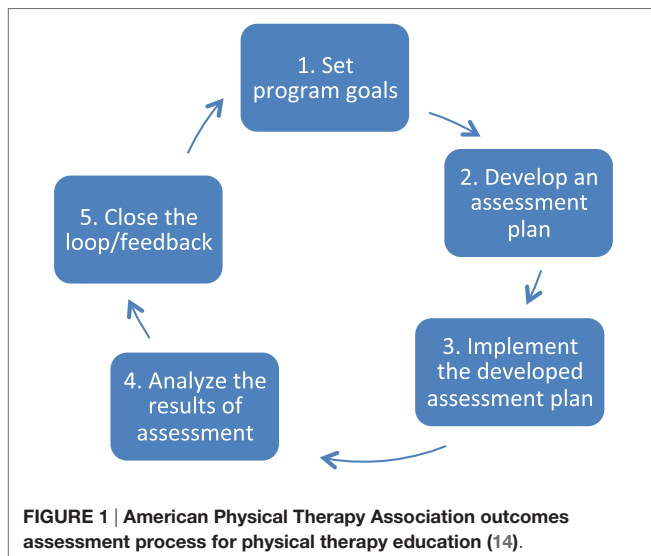 1. Set
program goals
2. Develop an
assessment
plan
3. Implement
the developed
assessment plan
4. Analyze the
results of
assessment
5. Close the
loop/feedback
FIGURE 1 | American Physical Therapy Association outcomes
assessment process for physical therapy education (14).